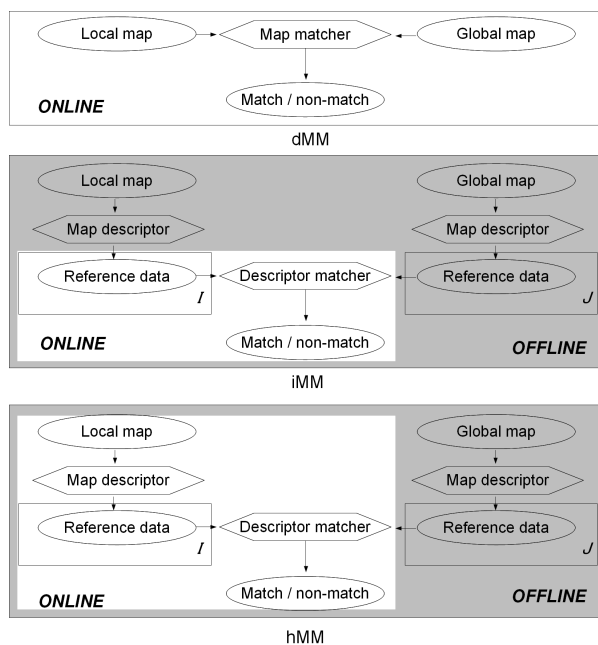 Local map
Map matcher
Global map
Match / non-match
ONLINE
dMM
Local map
Global map
Map descriptor
Map descriptor
Reference data
Descriptor matcher
Reference data
I
J
ONLINE
Match / non-match
OFFLINE
iMM
Local map
Global map
Map descriptor
Map descriptor
Reference data
Descriptor matcher
Reference data
I
J
ONLINE
Match / non-match
OFFLINE
hMM